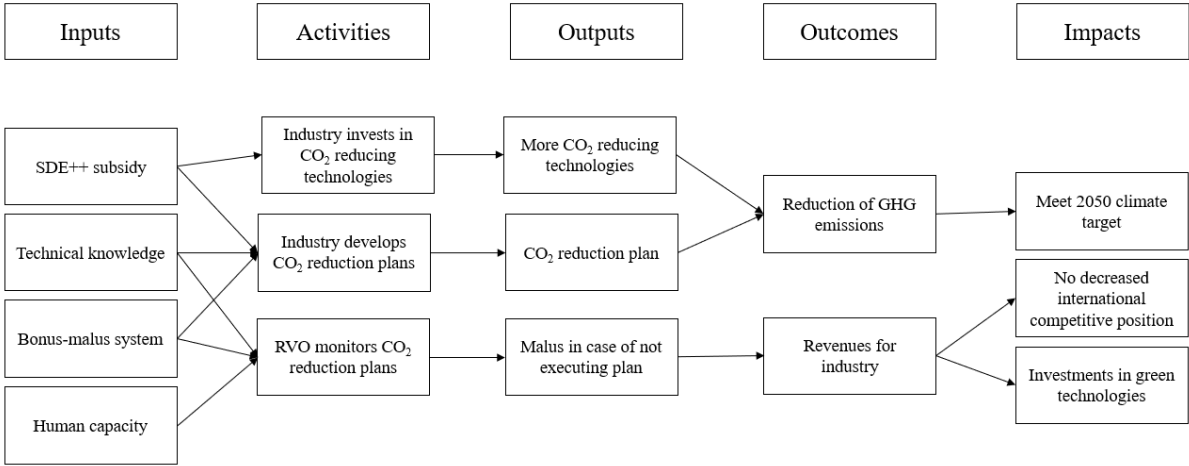 Inputs
Activities
Outputs
Outcomes
Impacts
SDE++ subsidy
Technical knowledge
Bonus-malus system
Human capacity
Industry invests in
CO₂ reducing
technologies
Industry develops
CO₂ reduction plans
RVO monitors CO₂
reduction plans
More CO₂ reducing
technologies
CO₂ reduction plan
Malus in case of not
executing plan
Reduction of GHG
emissions
Revenues for
industry
Meet 2050 climate
target
No decreased
international
competitive position
Investments in green
technologies